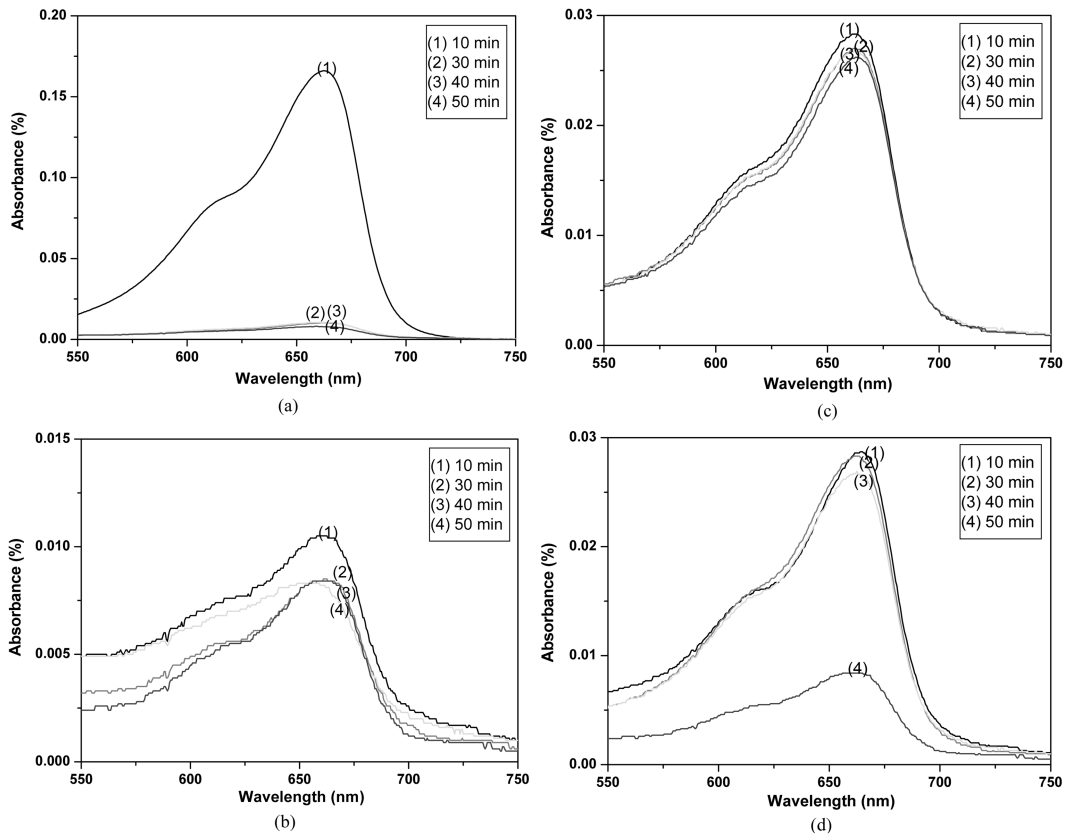 0.20
0.15
0.10
0.05
0.00
Absorbance (%)
(1)
(2)
(3)
(4)
(1) 10 min
(2) 30 min
(3) 40 min
(4) 50 min
550
600
650
700
750
Wavelength (nm)
(a)
0.03
0.02
0.01
0.00
Absorbance (%)
(1)
(2)
(3)
(4)
(1) 10 min
(2) 30 min
(3) 40 min
(4) 50 min
550
600
650
700
750
Wavelength (nm)
(c)
0.015
0.010
0.005
0.000
Absorbance (%)
(1)
(2)
(3)
(4)
(1) 10 min
(2) 30 min
(3) 40 min
(4) 50 min
550
600
650
700
750
Wavelength (nm)
(b)
0.03
0.02
0.01
0.00
Absorbance (%)
(1)
(2)
(3)
(4)
(1) 10 min
(2) 30 min
(3) 40 min
(4) 50 min
550
600
650
700
750
Wavelength (nm)
(d)